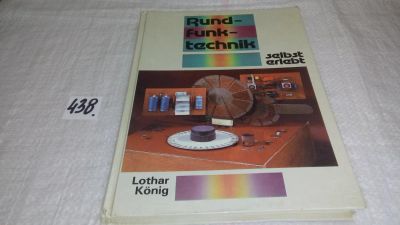 Rund-
funk-
technik
selbst
erlebt
438.
Lothar
König